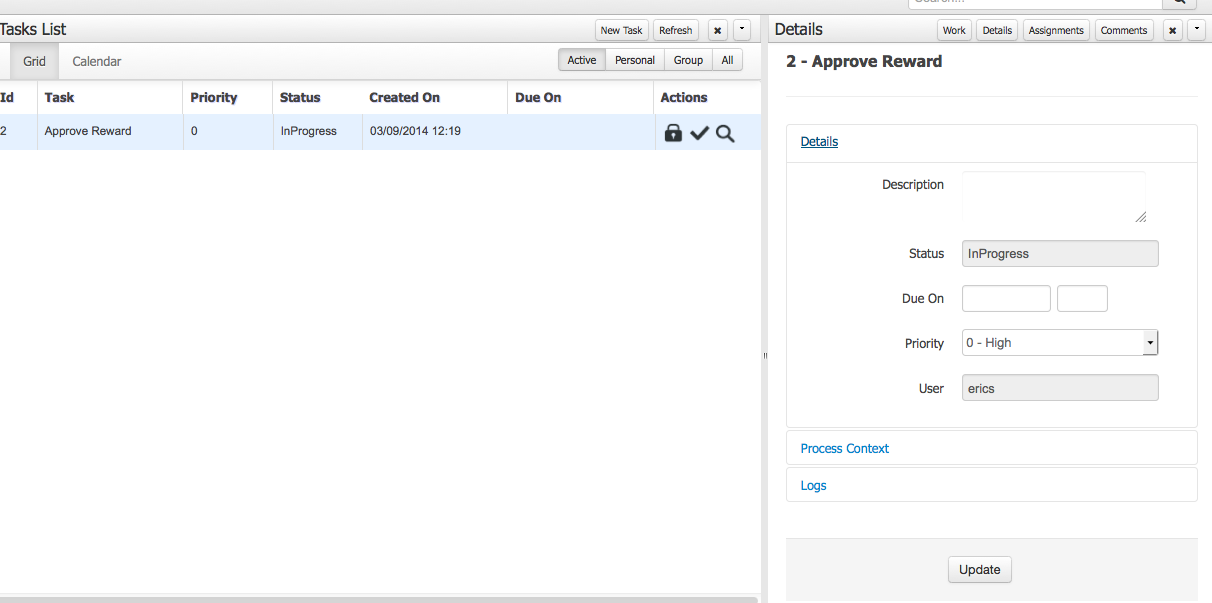 Search...
Tasks List
New Task Refresh
Grid Calendar
Active Personal Group All
Id Task Priority Status Created On Due On Actions
2 Approve Reward 0 InProgress 03/09/2014 12:19
Details
Work Details Assignments Comments
2 - Approve Reward
Details
Description
Status InProgress
Due On
Priority 0 - High
User erics
Process Context
Logs
Update